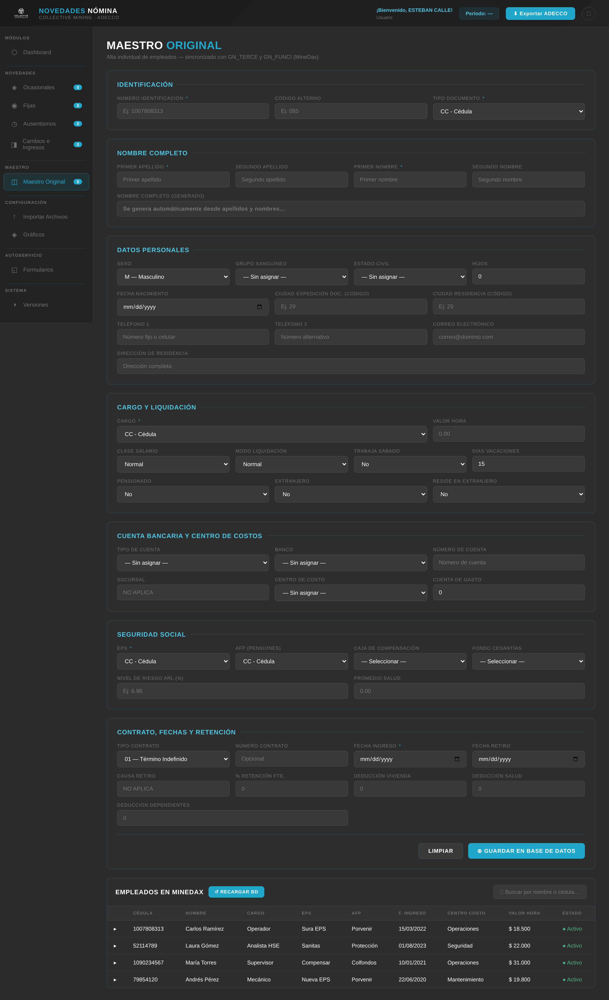 COLLECTIVE
MINING
NOVEDADES NÓMINA
COLLECTIVE MINING · ADECCO
¡Bienvenido, ESTEBAN CALLE!
Usuario
Período: —
⬇ Exportar ADECCO
MÓDULOS
Dashboard
NOVEDADES
Ocasionales 0
Fijas 0
Ausentismos 0
Cambios e
Ingresos 0
MAESTRO
Maestro Original 0
CONFIGURACIÓN
↑ Importar Archivos
Gráficos
AUTOSERVICIO
Formularios
SISTEMA
Versiones
MAESTRO ORIGINAL
Alta individual de empleados — sincronizado con GN_TERCE y GN_FUNCI (MineDax)
IDENTIFICACIÓN
NÚMERO IDENTIFICACIÓN * CÓDIGO ALTERNO TIPO DOCUMENTO *
Ej: 1007808313 Ej: 085 CC - Cédula
NOMBRE COMPLETO
PRIMER APELLIDO * SEGUNDO APELLIDO PRIMER NOMBRE * SEGUNDO NOMBRE
Primer apellido Segundo apellido Primer nombre Segundo nombre
NOMBRE COMPLETO (GENERADO)
Se genera automáticamente desde apellidos y nombres...
DATOS PERSONALES
SEXO GRUPO SANGUÍNEO ESTADO CIVIL HIJOS
M — Masculino — Sin asignar — — Sin asignar — 0
FECHA NACIMIENTO CIUDAD EXPEDICIÓN DOC. (CÓDIGO) CIUDAD RESIDENCIA (CÓDIGO)
mm/dd/yyyy Ej: 29 Ej: 29
TELÉFONO 1 TELÉFONO 2 CORREO ELECTRÓNICO
Número fijo o celular Número alternativo correo@dominio.com
DIRECCIÓN DE RESIDENCIA
Dirección completa
CARGO Y LIQUIDACIÓN
CARGO * VALOR HORA
CC - Cédula 0.00
CLASE SALARIO MODO LIQUIDACIÓN TRABAJA SÁBADO DÍAS VACACIONES
Normal Normal No 15
PENSIONADO EXTRANJERO RESIDE EN EXTRANJERO
No No No
CUENTA BANCARIA Y CENTRO DE COSTOS
TIPO DE CUENTA BANCO NÚMERO DE CUENTA
— Sin asignar — — Sin asignar — Número de cuenta
SUCURSAL CENTRO DE COSTO CUENTA DE GASTO
NO APLICA — Sin asignar — 0
SEGURIDAD SOCIAL
EPS * AFP (PENSIONES) CAJA DE COMPENSACIÓN FONDO CESANTÍAS
CC - Cédula CC - Cédula — Seleccionar — — Seleccionar —
NIVEL DE RIESGO ARL (%) PROMEDIO SALUD
Ej: 6.96 0.00
CONTRATO, FECHAS Y RETENCIÓN
TIPO CONTRATO NÚMERO CONTRATO FECHA INGRESO * FECHA RETIRO
01 — Término Indefinido Opcional mm/dd/yyyy mm/dd/yyyy
CAUSA RETIRO % RETENCIÓN FTE. DEDUCCIÓN VIVIENDA DEDUCCIÓN SALUD
NO APLICA 0 0 0
DEDUCCIÓN DEPENDIENTES
0
LIMPIAR ⊕ GUARDAR EN BASE DE DATOS
EMPLEADOS EN MINEDAX ↺ RECARGAR BD Buscar por nombre o cédula...
CÉDULA NOMBRE CARGO EPS AFP F. INGRESO CENTRO COSTO VALOR HORA ESTADO
▸ 1007808313 Carlos Ramírez Operador Sura EPS Porvenir 15/03/2022 Operaciones $ 18.500 ● Activo
▸ 52114789 Laura Gómez Analista HSE Sanitas Protección 01/08/2023 Seguridad $ 22.000 ● Activo
▸ 1090234567 María Torres Supervisor Compensar Colfondos 10/01/2021 Operaciones $ 31.000 ● Activo
▸ 79854120 Andrés Pérez Mecánico Nueva EPS Porvenir 22/06/2020 Mantenimiento $ 19.800 ● Activo